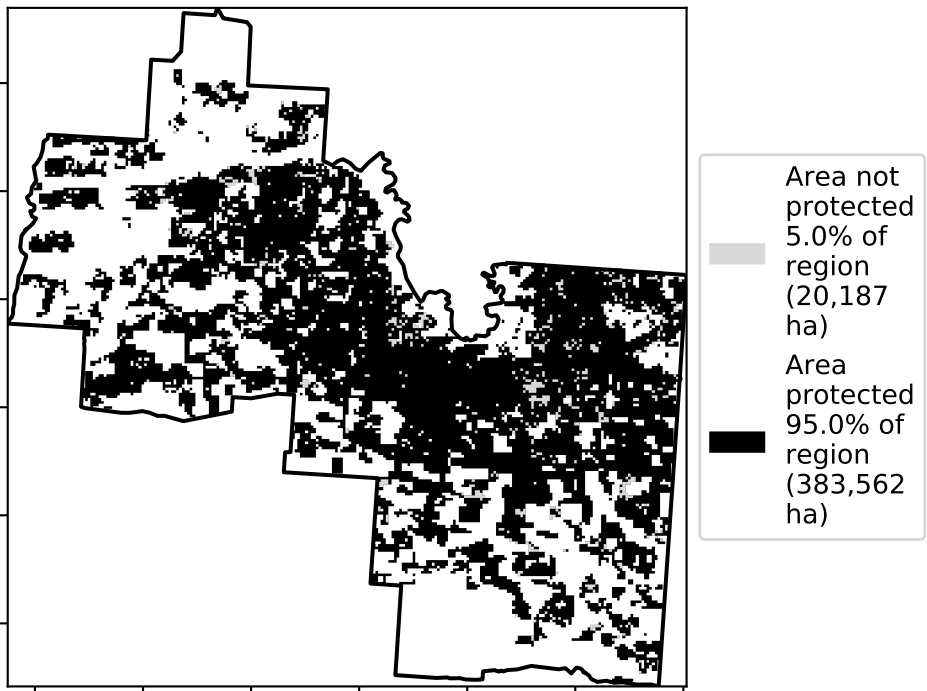 Area not
protected
5.0% of
region
(20,187
ha)
Area
protected
95.0% of
region
(383,562
ha)